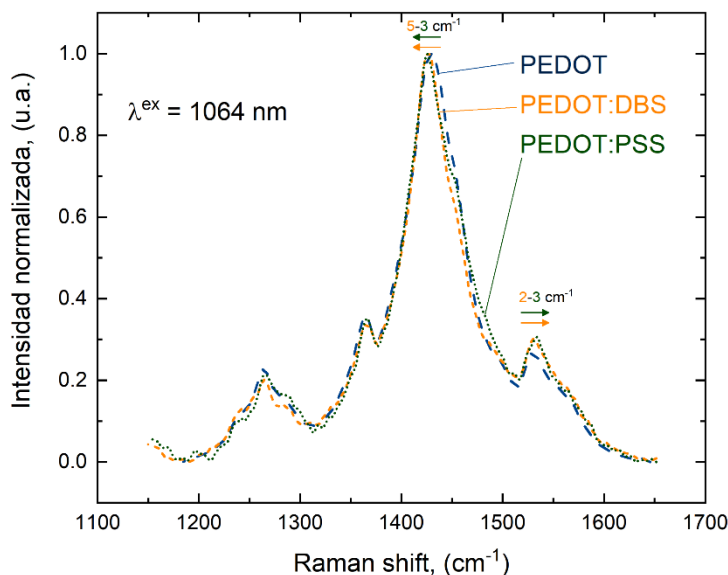 5-3 cm⁻¹
1.0
PEDOT
PEDOT:DBS
λᵉˣ = 1064 nm
PEDOT:PSS
0.8
0.6
0.4
2-3 cm⁻¹
0.2
0.0
Intensidad normalizada, (u.a.)
1100 1200 1300 1400 1500 1600 1700
Raman shift, (cm⁻¹)